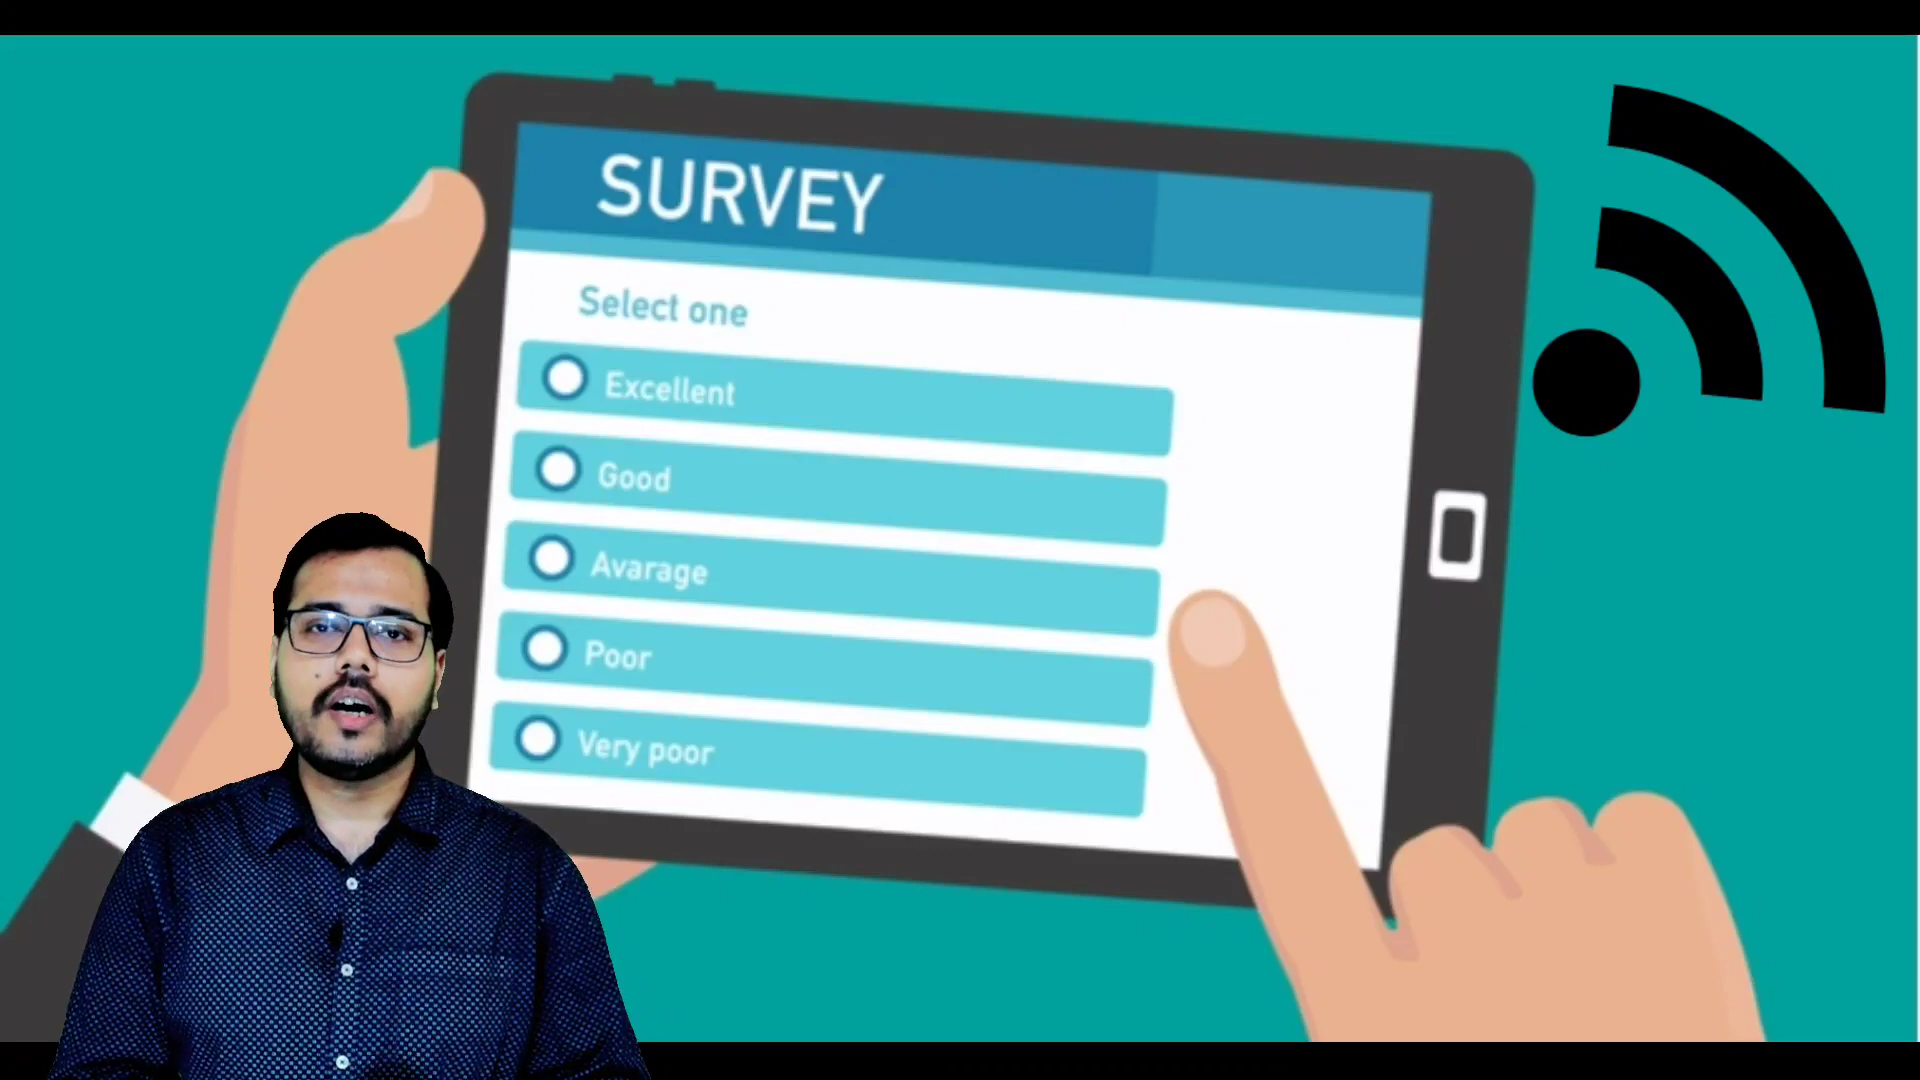 SURVEY
Select one
Excellent
Good
Avarage
Poor
Very poor